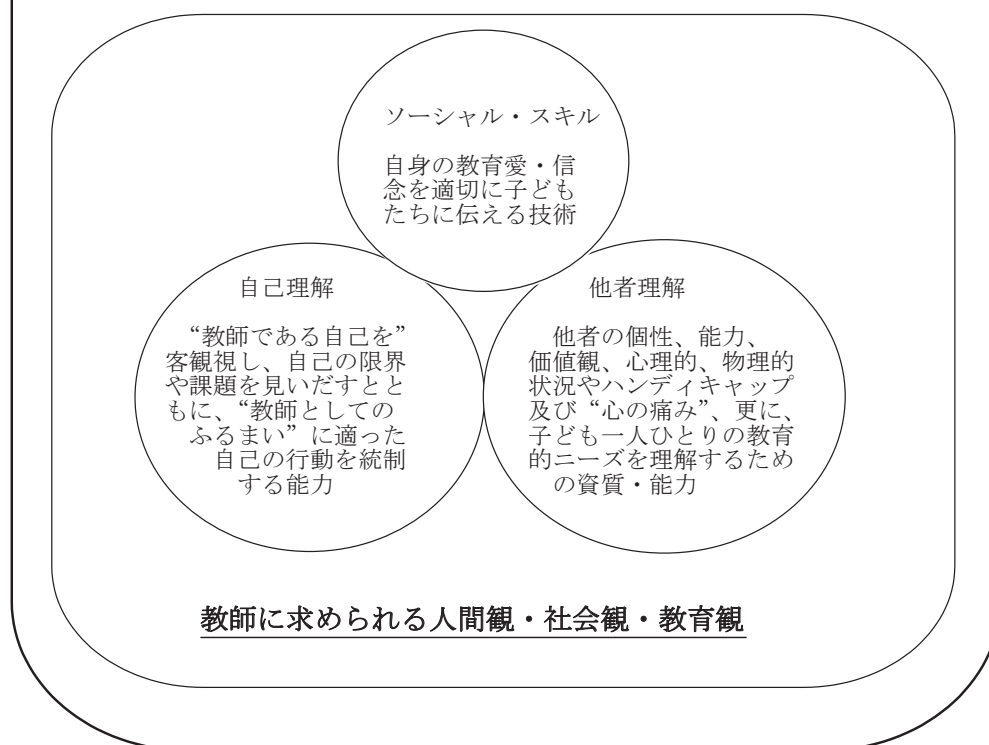 ソーシャル・スキル
自身の教育愛・信
念を適切に子ども
たちに伝える技術
自己理解
“教師である自己を”
客観視し、自己の限界
や課題を見いだすとと
もに、“教師としての
ふるまい”に適った
自己の行動を統制
する能力
他者理解
他者の個性、能力、
価値観、心理的、物理的
状況やハンディキャップ
及び“心の痛み”、更に、
子ども一人ひとりの教育
的ニーズを理解するため
の資質・能力
教師に求められる人間観・社会観・教育観